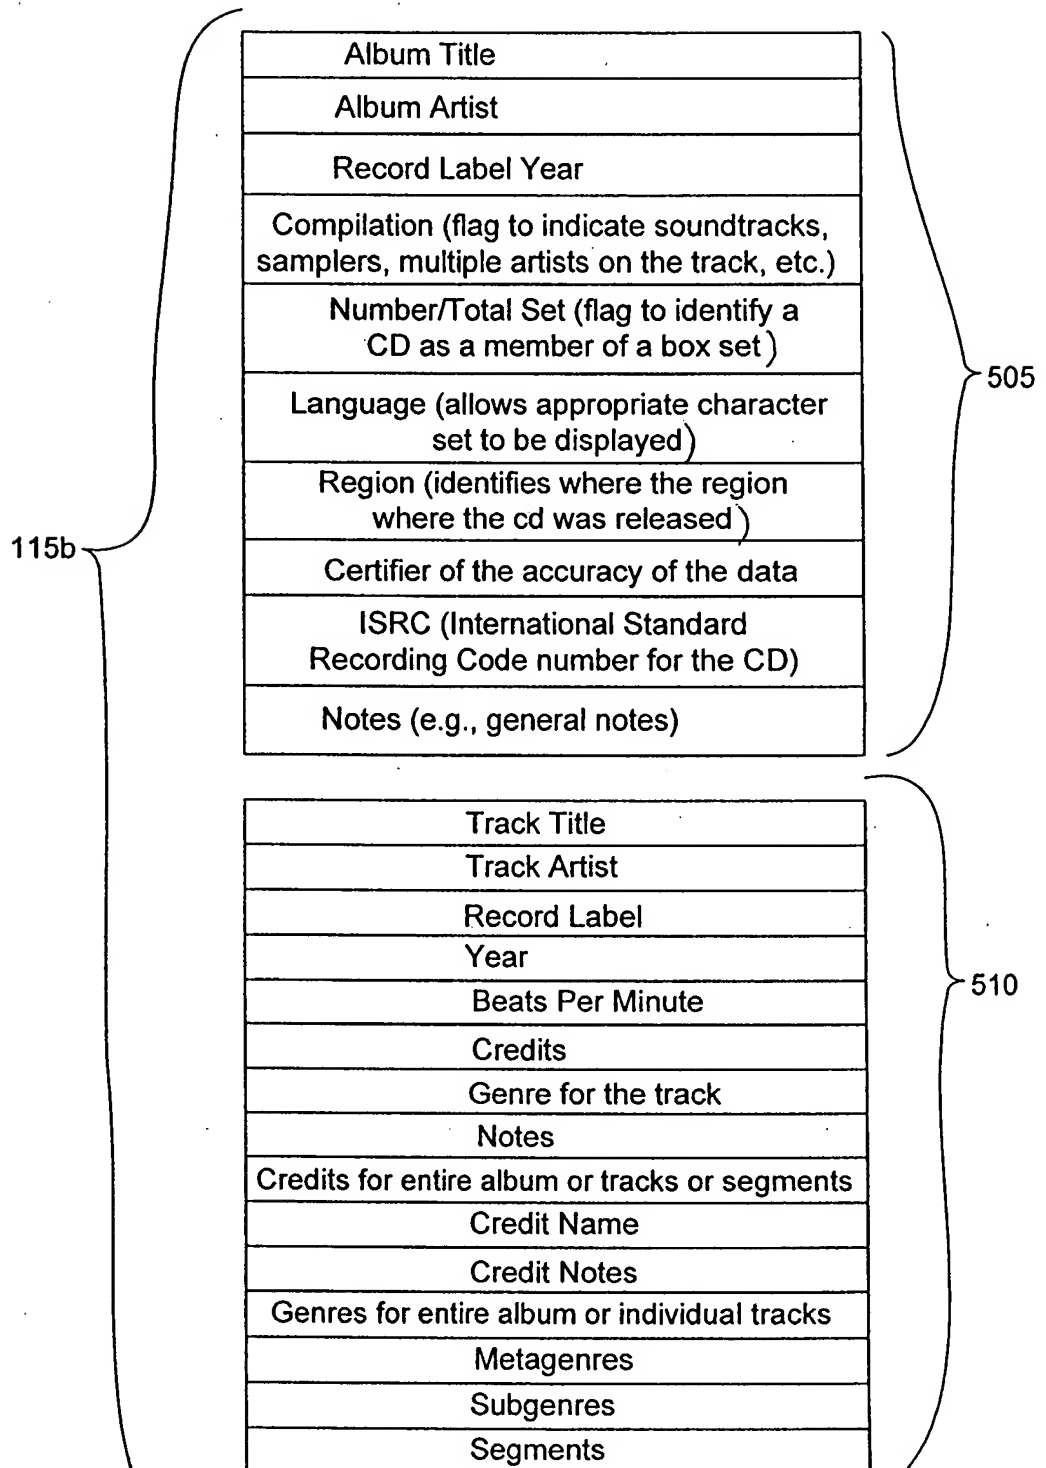 Album Title
Album Artist
Record Label Year
Compilation (flag to indicate soundtracks,
samplers, multiple artists on the track, etc.)
Number/Total Set (flag to identify a
CD as a member of a box set)
Language (allows appropriate character
set to be displayed)
Region (identifies where the region
where the cd was released)
Certifier of the accuracy of the data
ISRC (International Standard
Recording Code number for the CD)
Notes (e.g., general notes)
505
115b
Track Title
Track Artist
Record Label
Year
Beats Per Minute
Credits
Genre for the track
Notes
Credits for entire album or tracks or segments
Credit Name
Credit Notes
Genres for entire album or individual tracks
Metagenres
Subgenres
Segments
510